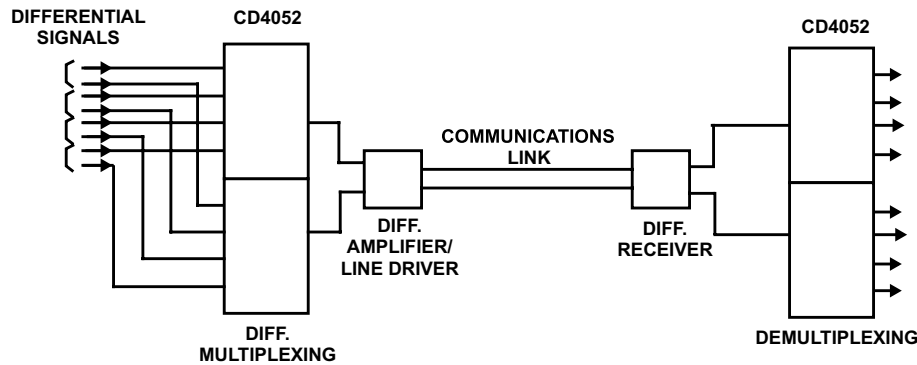 DIFFERENTIAL
SIGNALS
CD4052
CD4052
COMMUNICATIONS
LINK
DIFF.
AMPLIFIER/
LINE DRIVER
DIFF.
RECEIVER
DIFF.
MULTIPLEXING
DEMULTIPLEXING